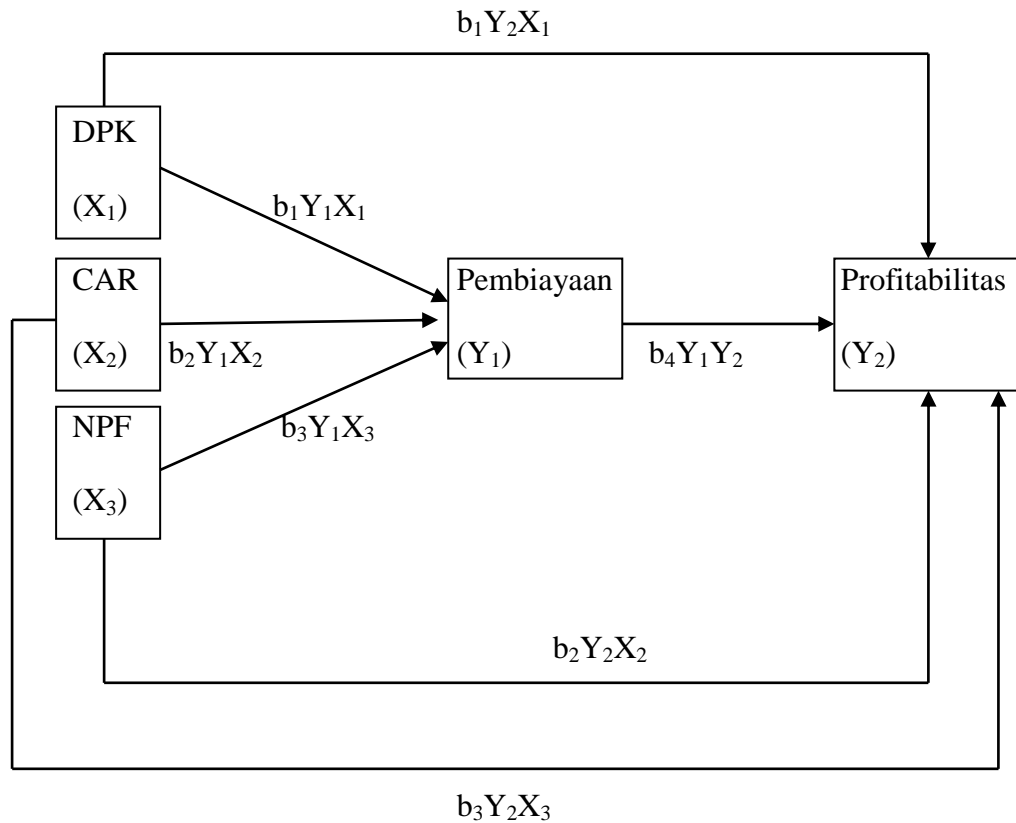 b₁Y₂X₁
DPK
(X₁)
b₁Y₁X₁
CAR
(X₂)
b₂Y₁X₂
Pembiayaan
(Y₁)
b₄Y₁Y₂
Profitabilitas
(Y₂)
NPF
(X₃)
b₃Y₁X₃
b₂Y₂X₂
b₃Y₂X₃